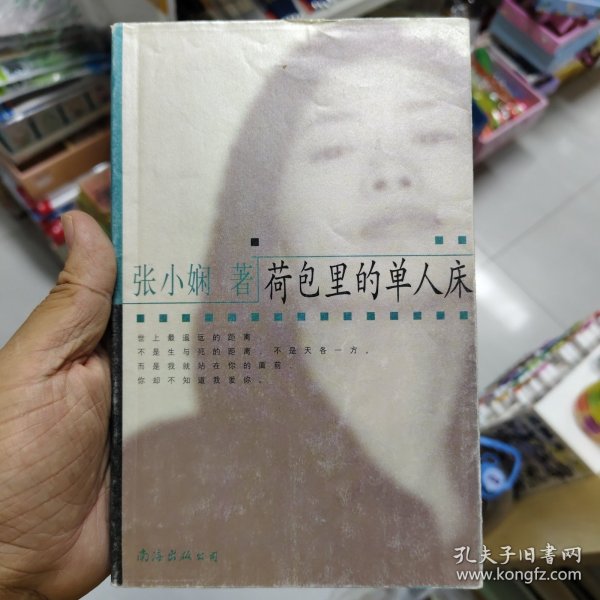 张小娴 著 荷包里的单人床
世上最遥远的距离
不是生与死的距离，不是天各一方，
而是我就站在你的面前
你却不知道我爱你。
南海出版公司
孔夫子旧书网
www.kongfz.com